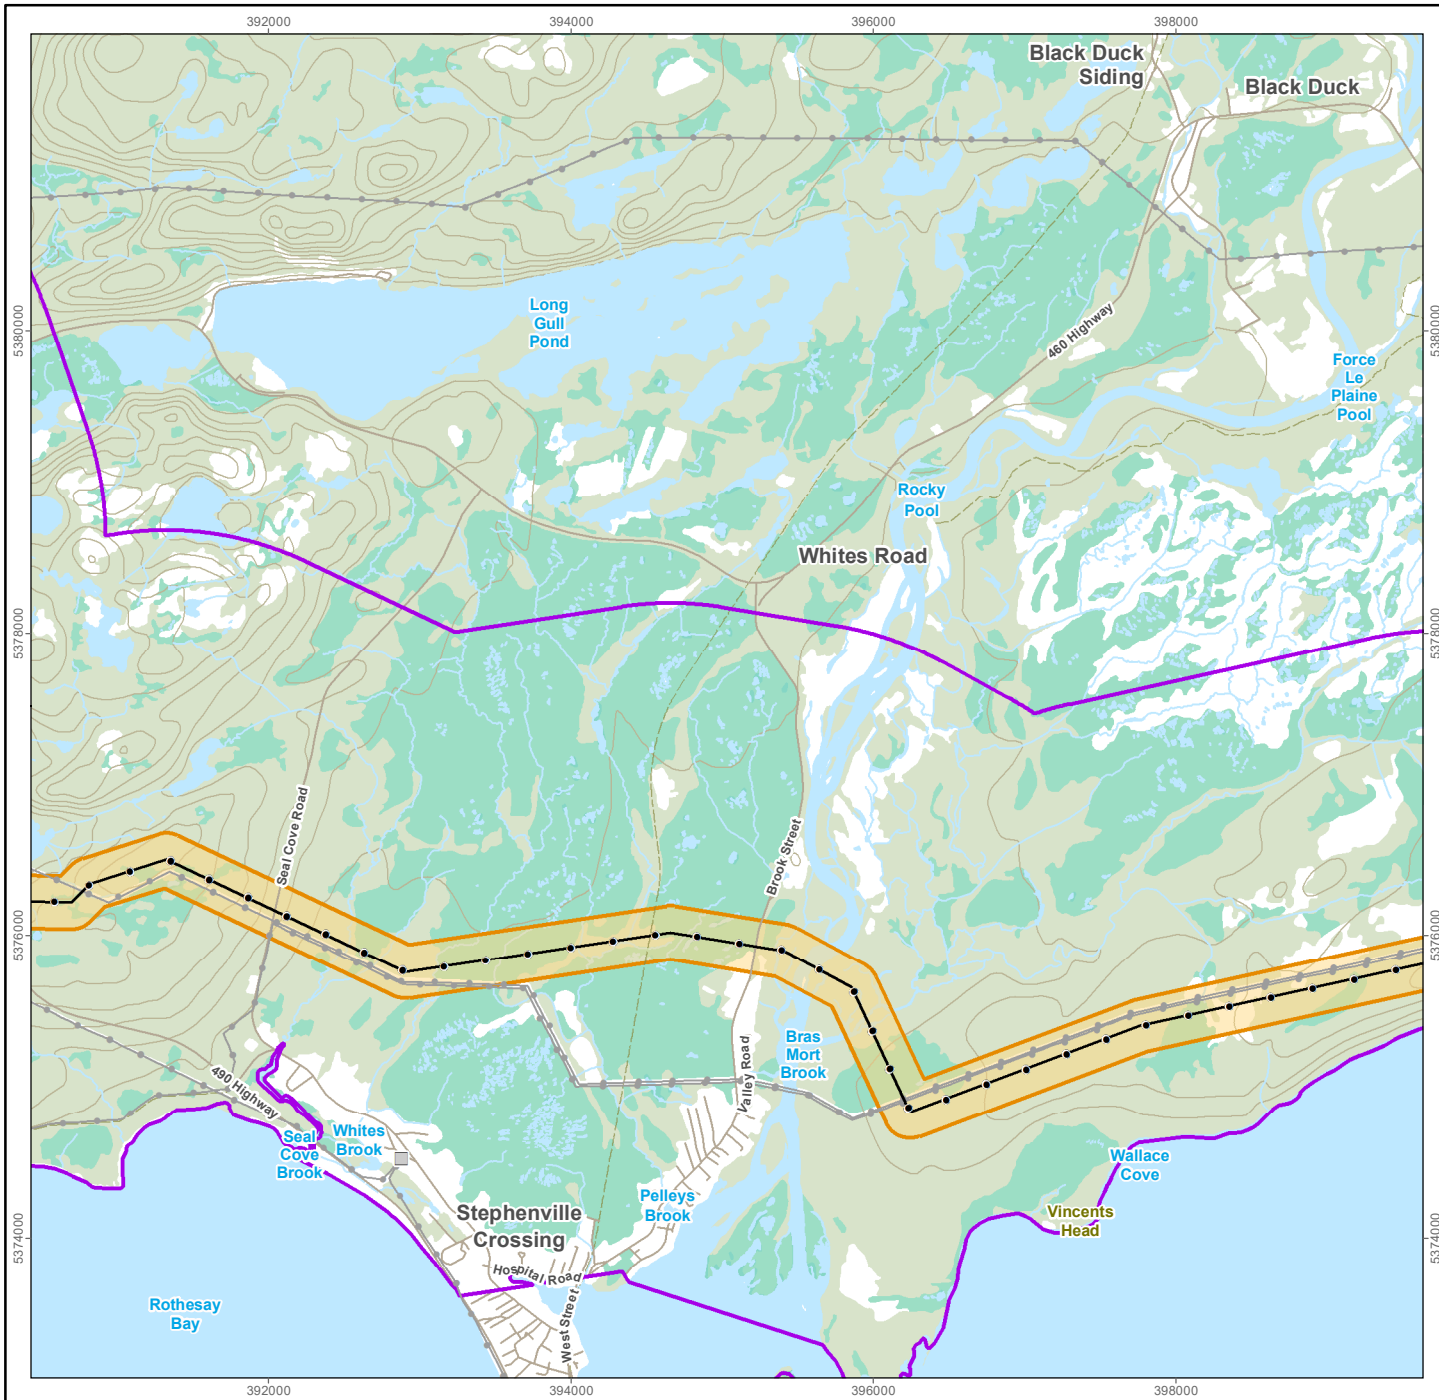 392000
394000
396000
398000
Black Duck
Siding
Black Duck
5380000
Long
Gull
Pond
460 Highway
5380000
Force
Le
Plaine
Pool
Rocky
Pool
Whites Road
5378000
5378000
Seal Cove Road
Brook Street
5376000
5376000
490 Highway
Valley Road
Bras
Mort
Brook
Seal
Cove
Brook
Whites
Brook
Wallace
Cove
Pelleys
Brook
Vincents
Head
Stephenville
Crossing
5374000
5374000
Hospital Road
West Street
Rothesay
Bay
392000
394000
396000
398000